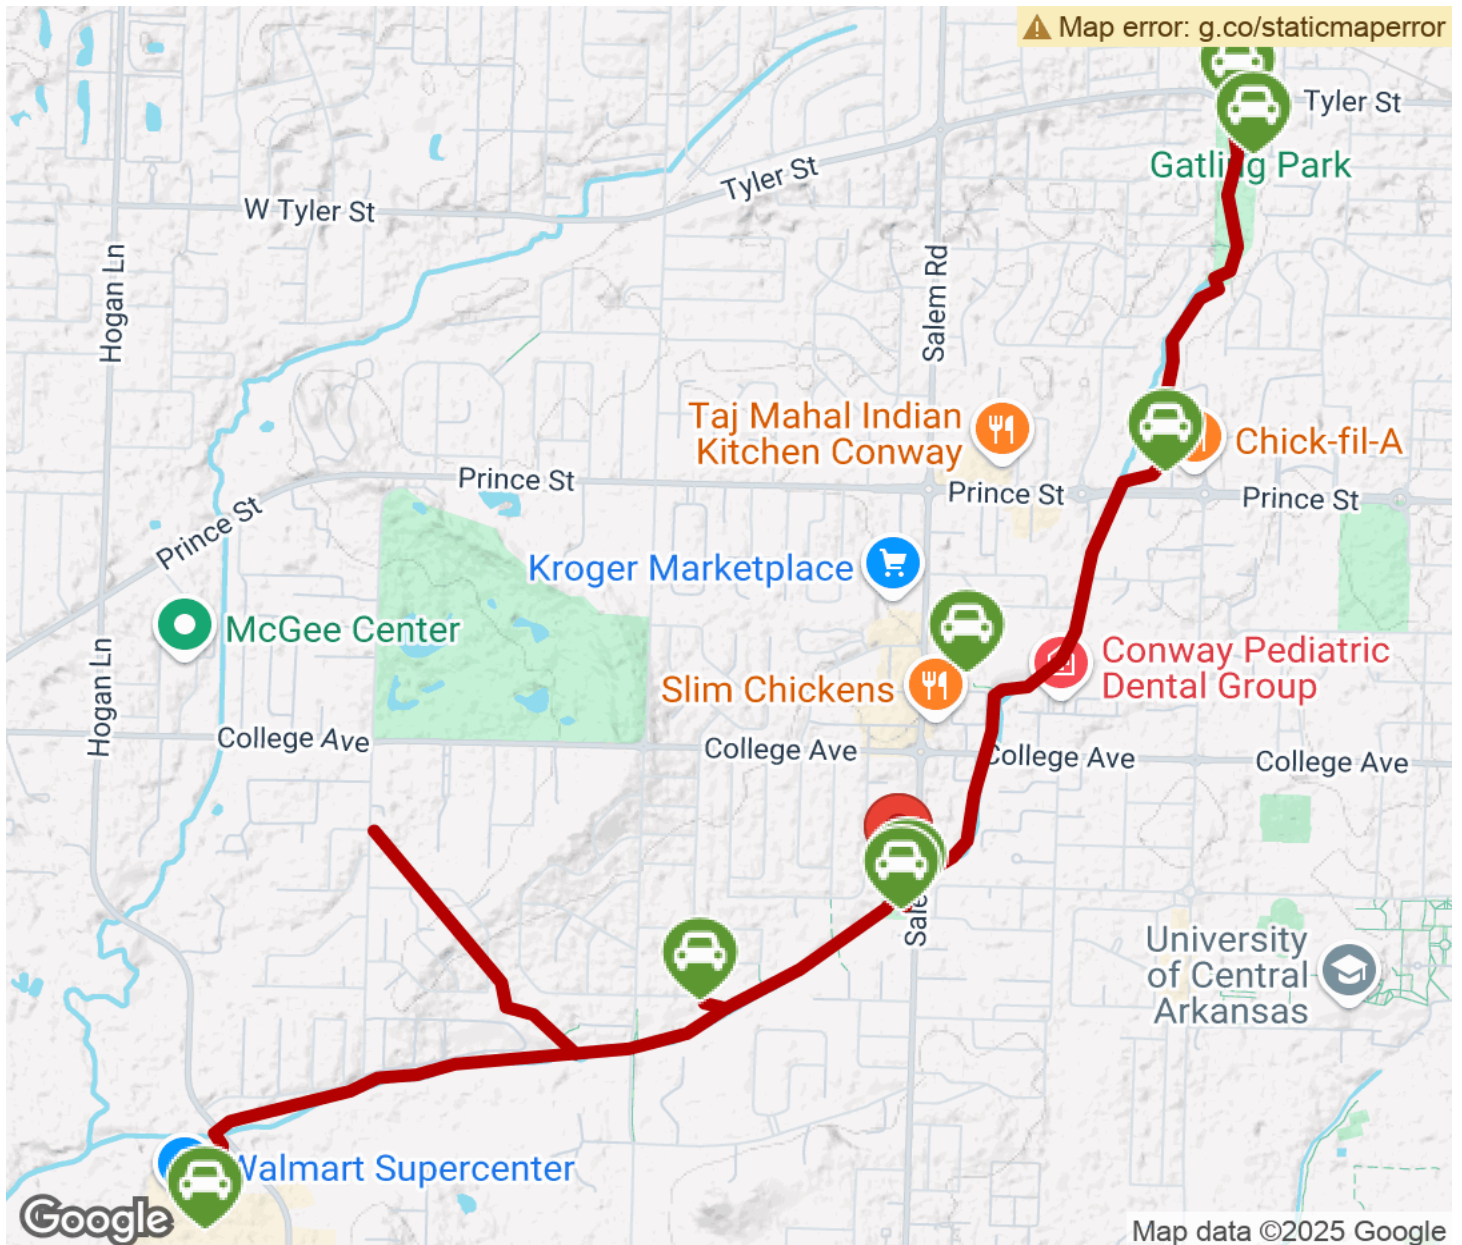 Map error: g.co/staticmaperror
Tyler St
Gatling Park
Tyler St
W Tyler St
Hogan Ln
Salem Rd
Taj Mahal Indian
Kitchen Conway
Chick-fil-A
Prince St
Prince St
Prince St
Prince St
Kroger Marketplace
McGee Center
Conway Pediatric
Dental Group
Slim Chickens
Hogan Ln
College Ave
College Ave
College Ave
College Ave
Sale
University
of Central
Arkansas
Walmart Supercenter
Google
Map data ©2025 Google